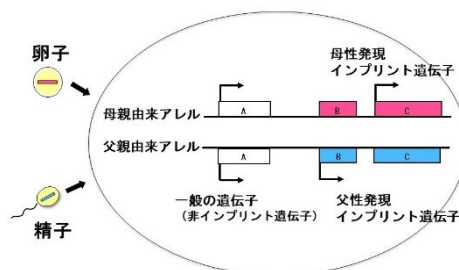 卵子
母性発現
インプリント遺伝子
母親由来アレル
A
B
C
父親由来アレル
A
B
C
一般の遺伝子
(非インプリント遺伝子)
父性発現
インプリント遺伝子
精子